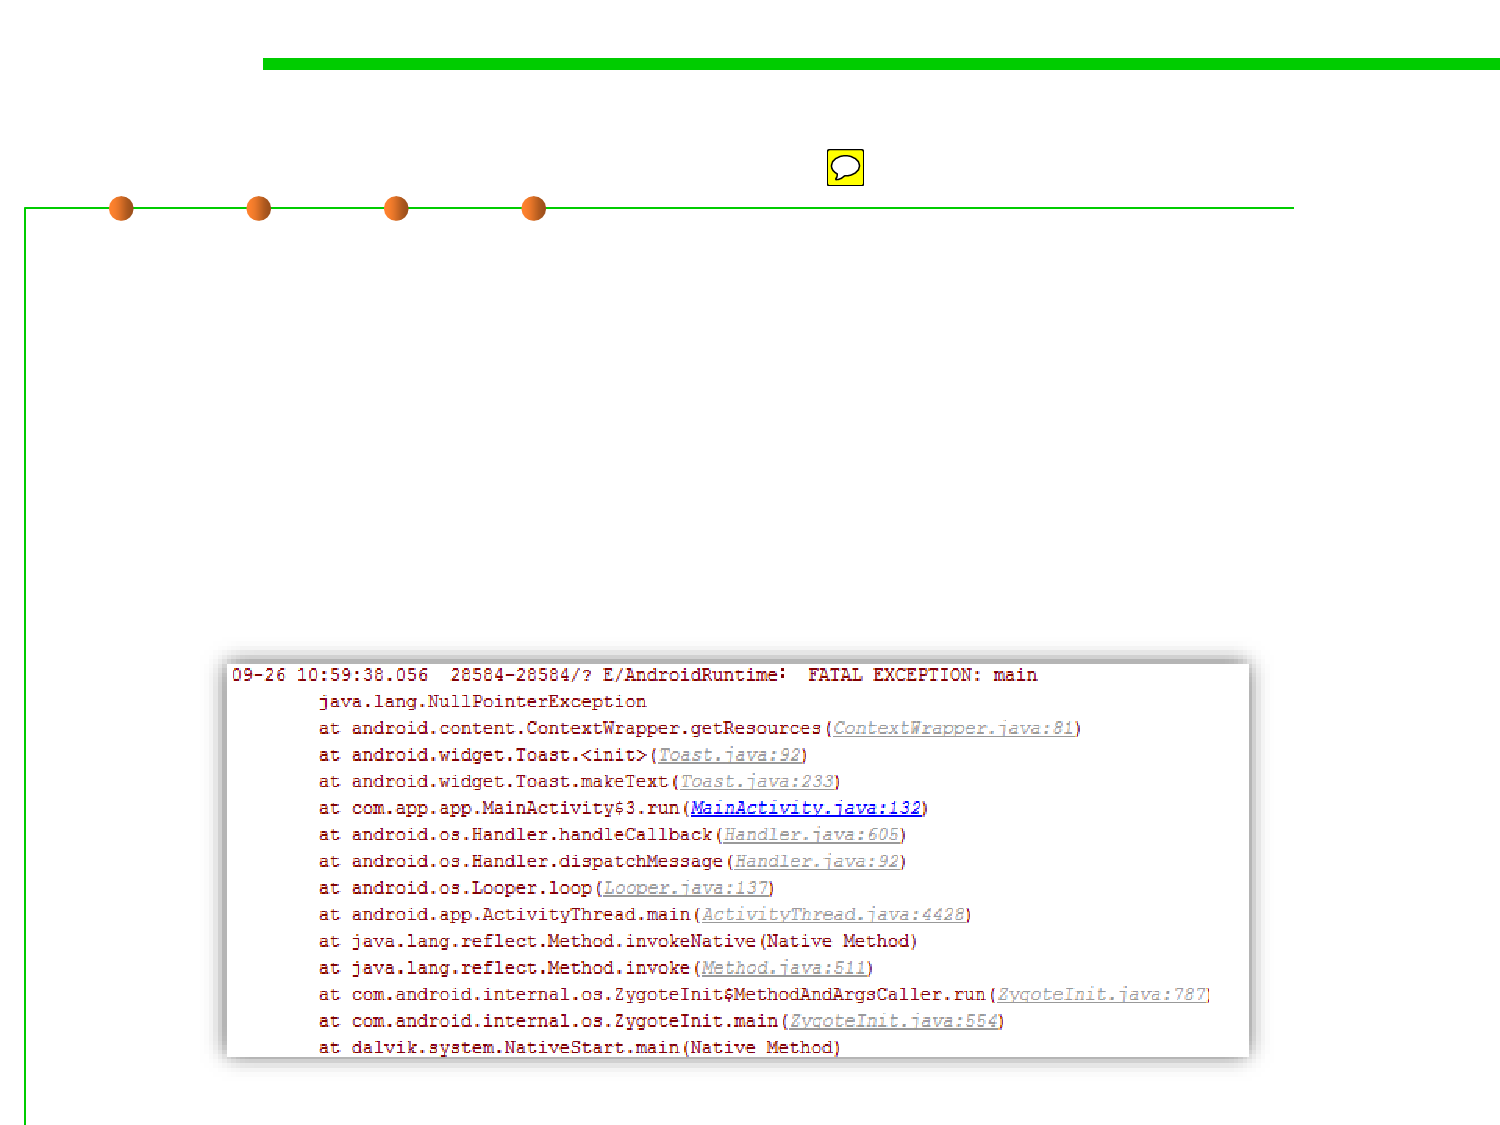 09-26 10:59:38.056  28584-28584/? E/AndroidRuntime:  FATAL EXCEPTION: main
java.lang.NullPointerException
at android.content.ContextWrapper.getResources(ContextWrapper.java:81)
at android.widget.Toast.<init>(Toast.java:92)
at android.widget.Toast.makeText(Toast.java:233)
at com.app.app.MainActivity$3.run(MainActivity.java:132)
at android.os.Handler.handleCallback(Handler.java:605)
at android.os.Handler.dispatchMessage(Handler.java:92)
at android.os.Looper.loop(Looper.java:137)
at android.app.ActivityThread.main(ActivityThread.java:4428)
at java.lang.reflect.Method.invokeNative(Native Method)
at java.lang.reflect.Method.invoke(Method.java:511)
at com.android.internal.os.ZygoteInit$MethodAndArgsCaller.run(ZygoteInit.java:787)
at com.android.internal.os.ZygoteInit.main(ZygoteInit.java:554)
at dalvik.system.NativeStart.main(Native Method)